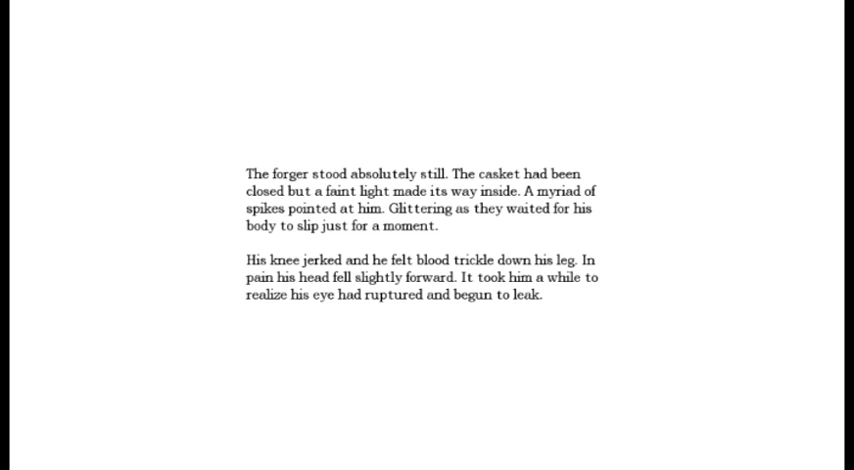 The forger stood absolutely still. The casket had been
closed but a faint light made its way inside. A myriad of
spikes pointed at him. Glittering as they waited for his
body to slip just for a moment.
His knee jerked and he felt blood trickle down his leg. In
pain his head fell slightly forward. It took him a while to
realize his eye had ruptured and begun to leak.